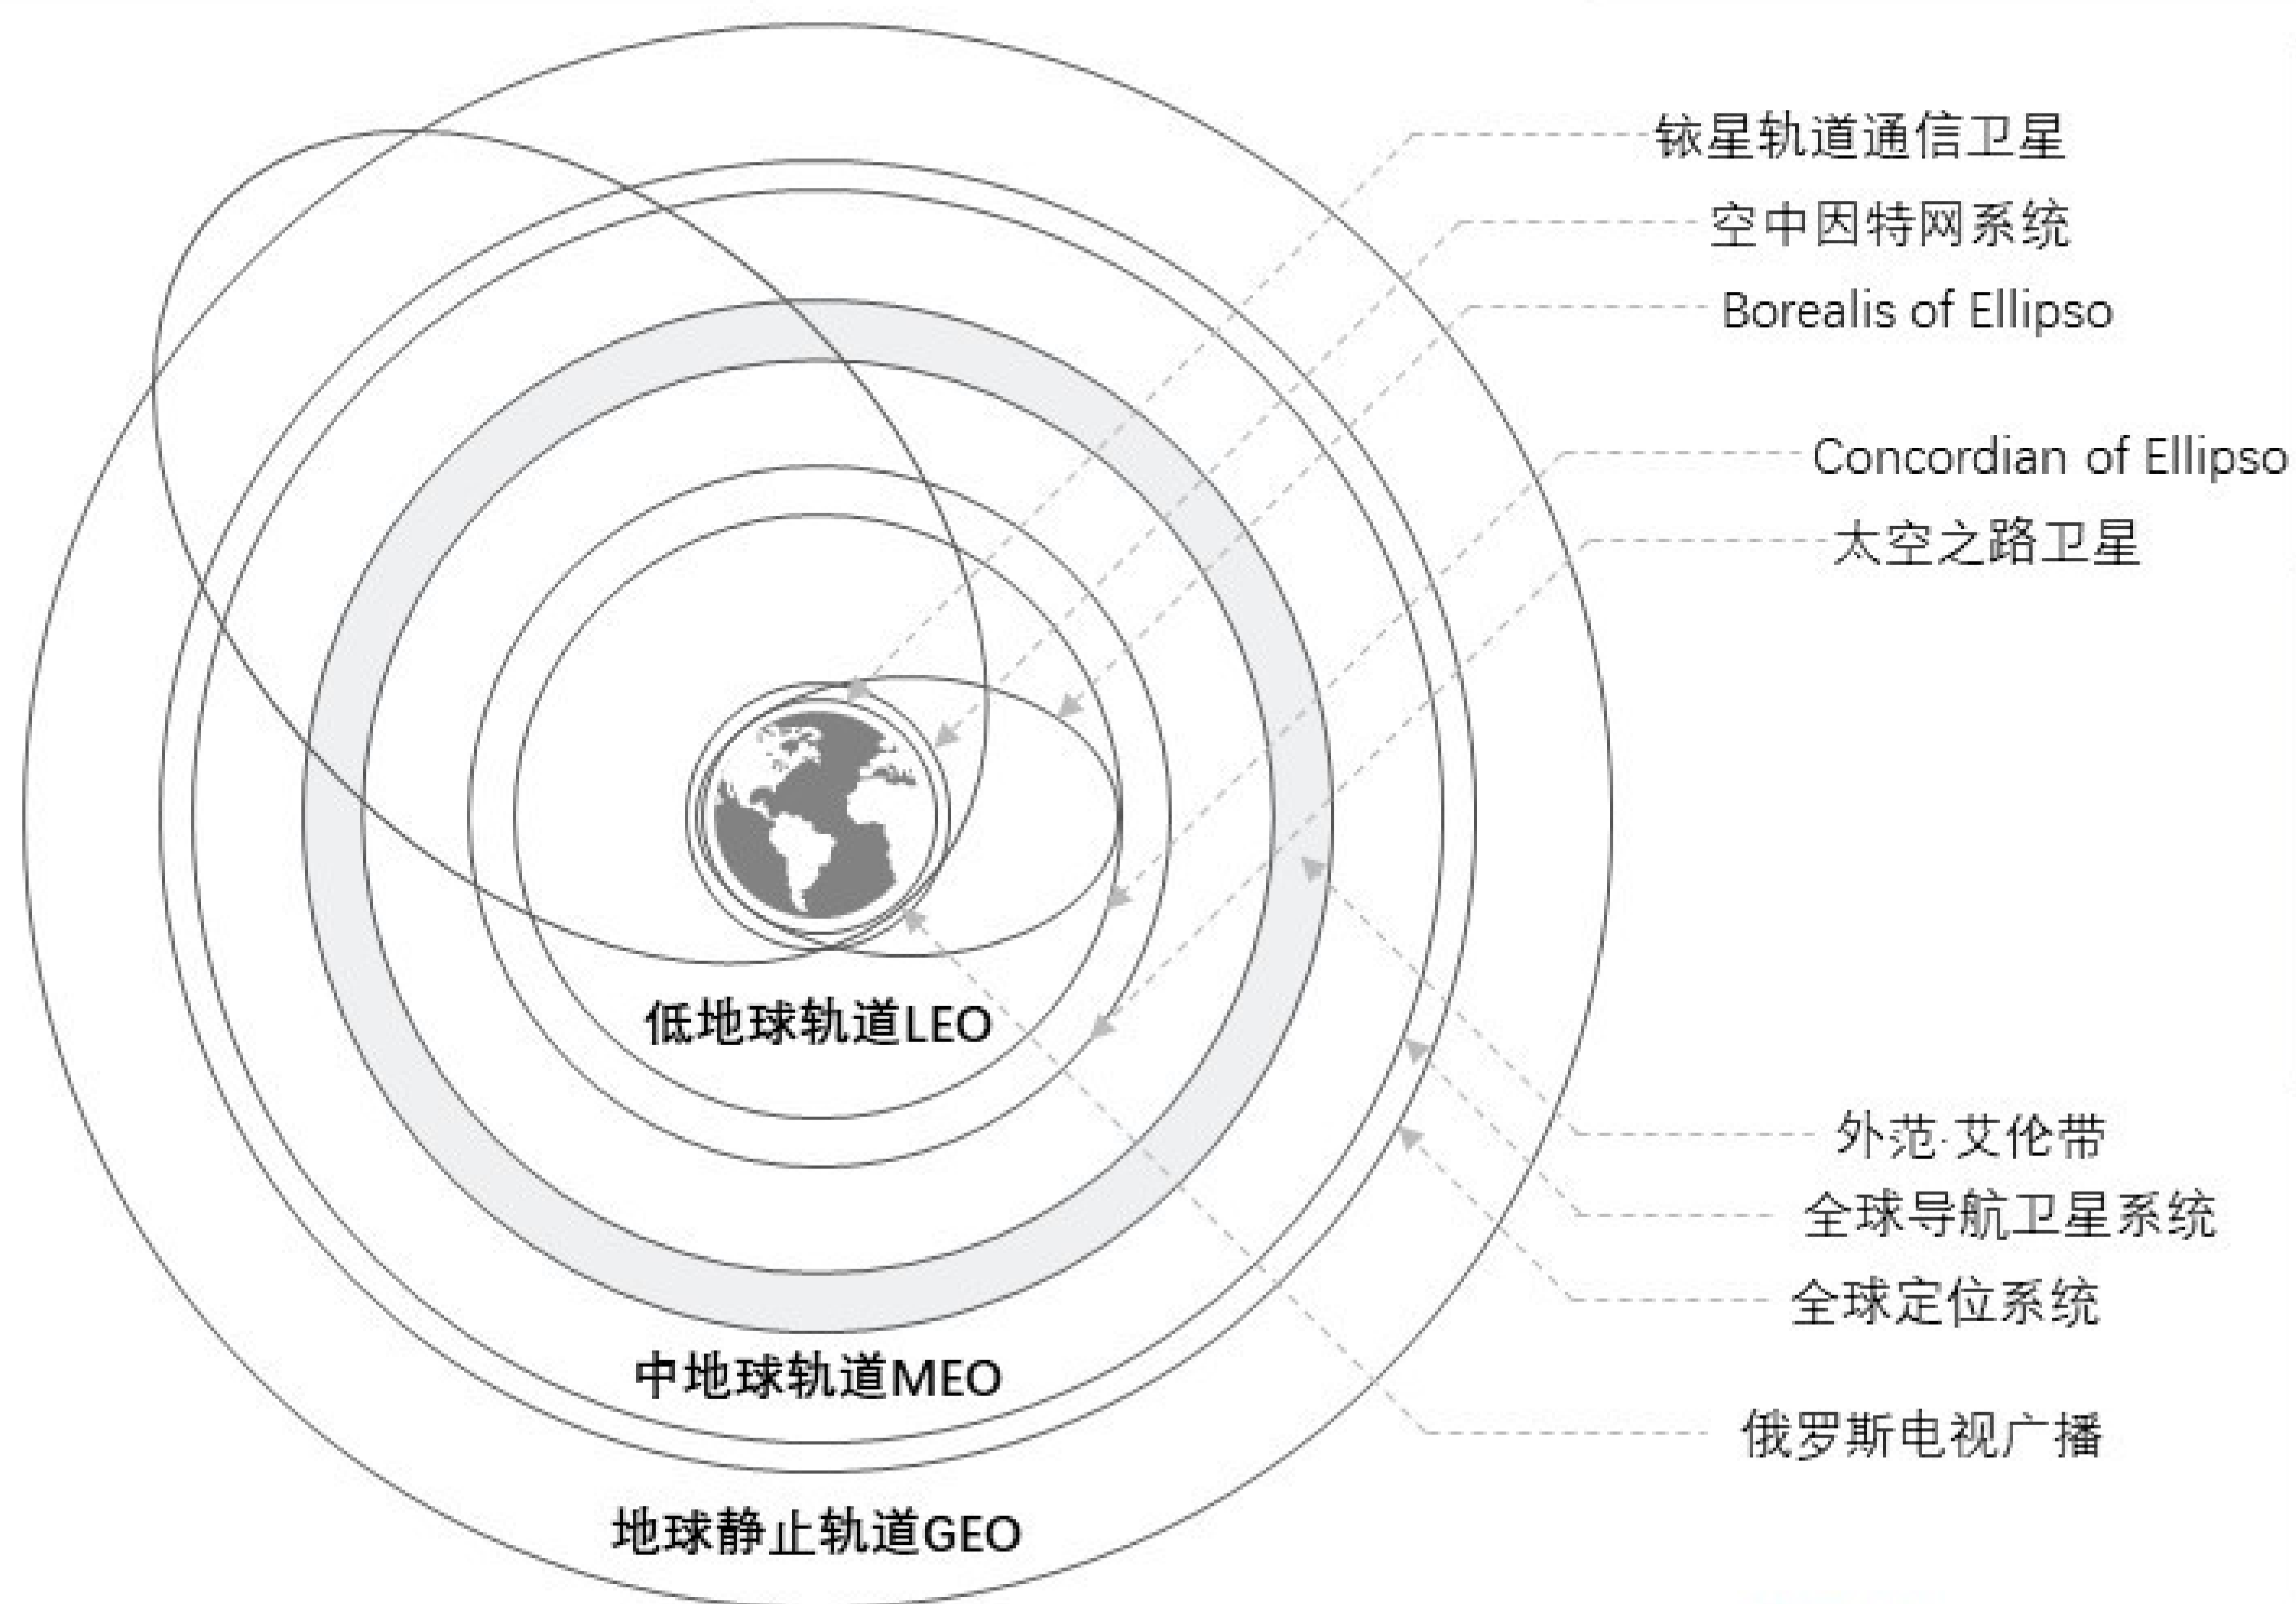 铱星轨道通信卫星
空中因特网系统
Borealis of Ellipso
Concordian of Ellipso
太空之路卫星
低地球轨道LEO
外范·艾伦带
全球导航卫星系统
全球定位系统
中地球轨道MEO
俄罗斯电视广播
地球静止轨道GEO